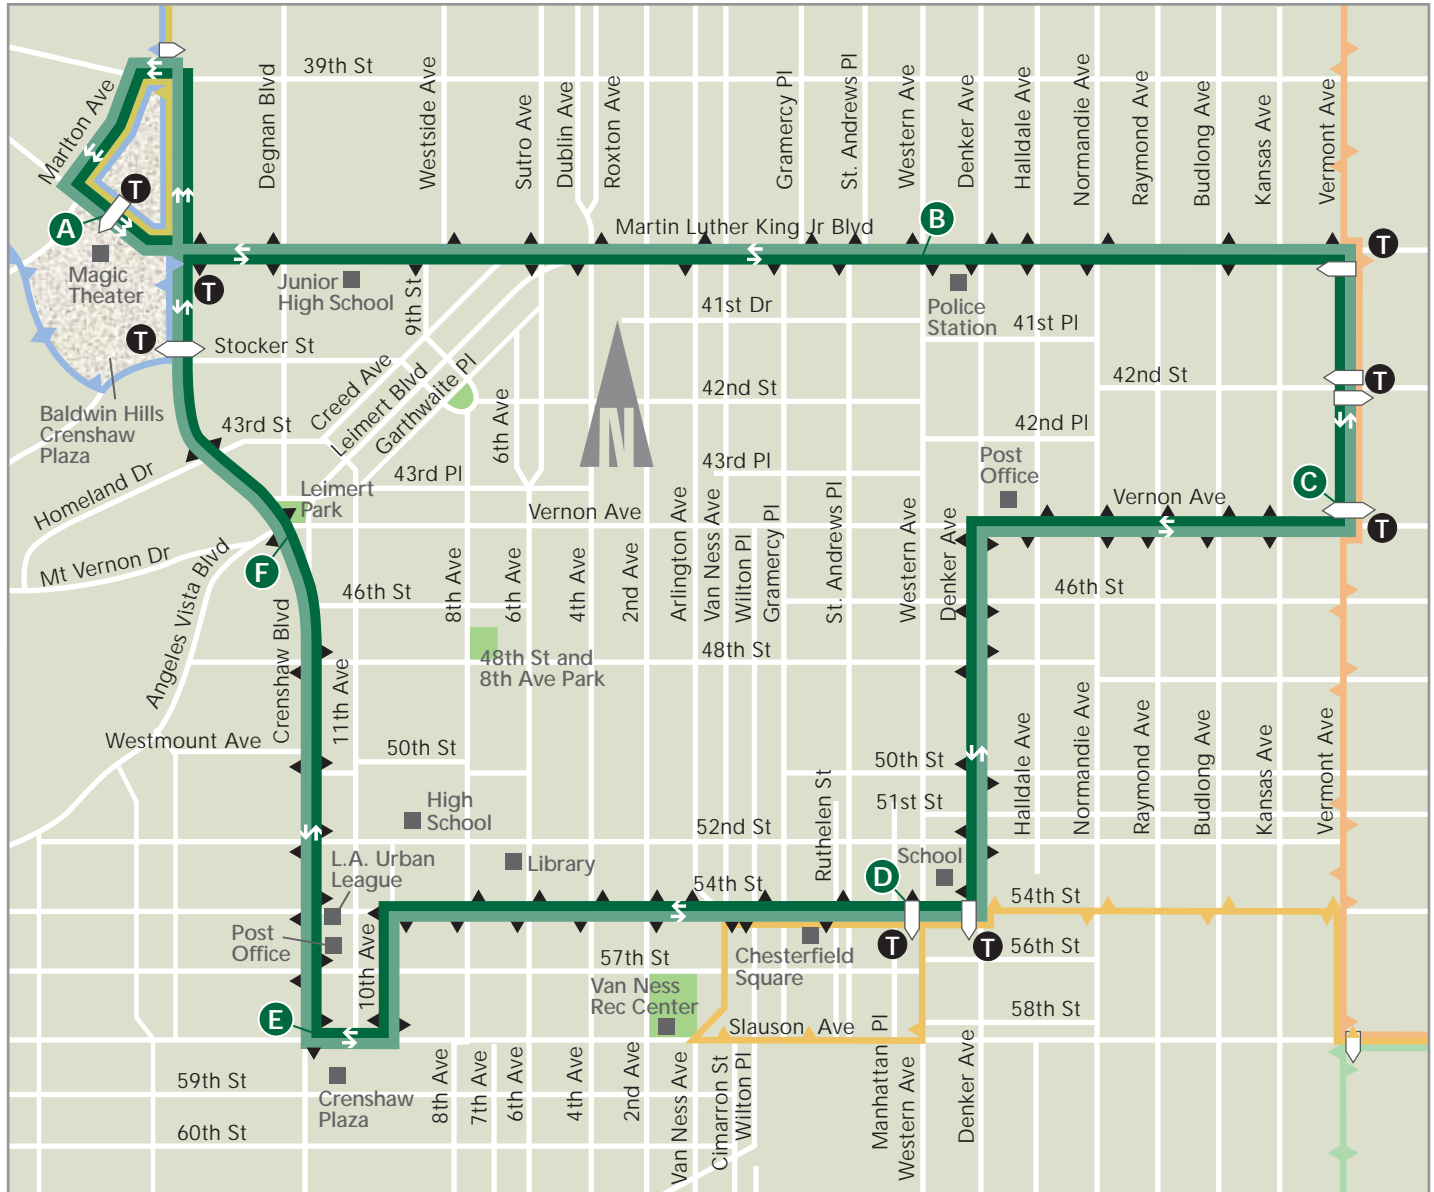 39th St
Marlton Ave
Degnan Blvd
Westside Ave
Sutro Ave
Dublin Ave
Roxton Ave
Gramercy Pl
St. Andrews Pl
Western Ave
Denker Ave
Halldale Ave
Normandie Ave
Raymond Ave
Budlong Ave
Kansas Ave
Vermont Ave
T
A
Martin Luther King Jr Blvd
B
T
Magic
Theater
T
Junior
High School
9th St
Police
Station
41st Dr
41st Pl
T
Stocker St
Creed Ave
Leimert Blvd
Garthwaite Pl
42nd St
42nd St
T
Baldwin Hills
Crenshaw
Plaza
43rd St
6th Ave
N
42nd Pl
Homeland Dr
43rd Pl
43rd Pl
Post
Office
C
Leimert
Park
Vernon Ave
Vernon Ave
T
Arlington Ave
Van Ness Ave
Wilton Pl
Gramercy Pl
St. Andrews Pl
Western Ave
Denker Ave
Mt Vernon Dr
F
Angeles Vista Blvd
46th St
8th Ave
6th Ave
4th Ave
2nd Ave
46th St
Crenshaw Blvd
11th Ave
48th St and
8th Ave Park
48th St
Westmount Ave
50th St
50th St
Halldale Ave
Normandie Ave
Raymond Ave
Budlong Ave
Kansas Ave
Vermont Ave
High
School
51st St
52nd St
Ruthelen St
L.A. Urban
League
Library
School
D
54th St
54th St
Post
Office
10th Ave
T
T
56th St
57th St
Chesterfield
Square
Van Ness
Rec Center
58th St
E
Slauson Ave
Manhattan Pl
Western Ave
Denker Ave
59th St
Crenshaw
Plaza
8th Ave
7th Ave
6th Ave
4th Ave
2nd Ave
Van Ness Ave
Cimarron St
Wilton Pl
60th St